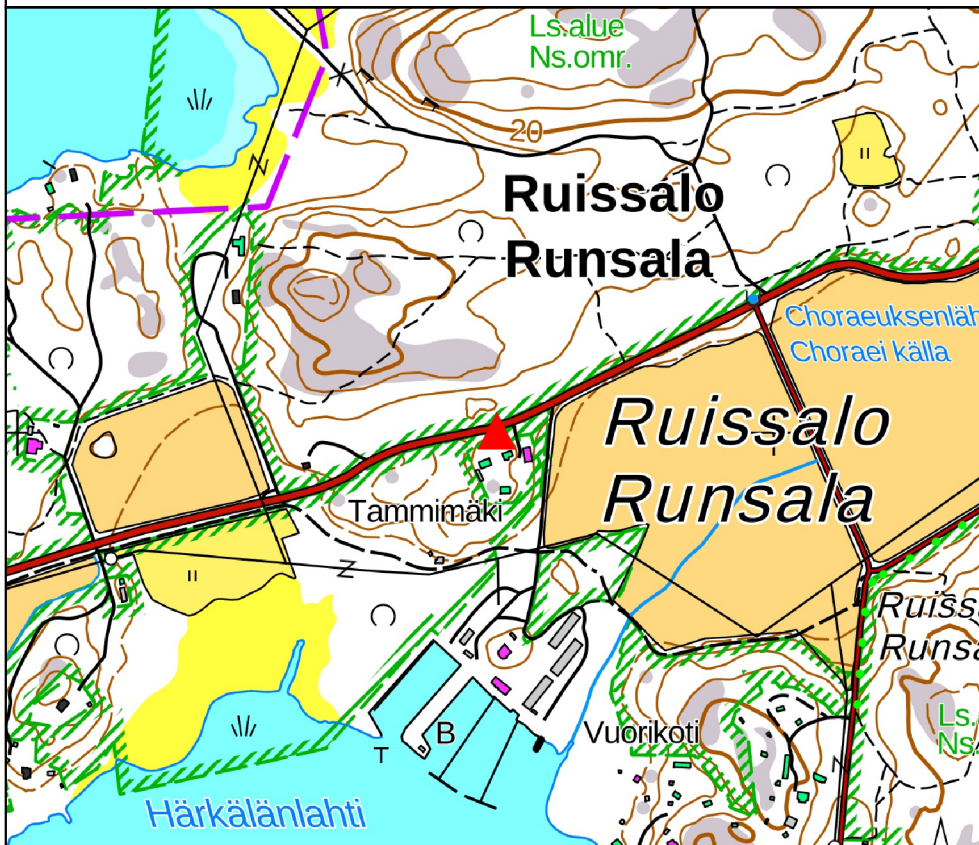 Ls.alue
Ns.omr.
20
Ruissalo
Runsala
Choraeuksenläh
Choraei källa
Ruissalo
Runsala
Tammimäki
Z
Z
Ruiss
Runsa
Ls.
Ns.
B
T
Vuorikoti
Z
Härkälänlahti